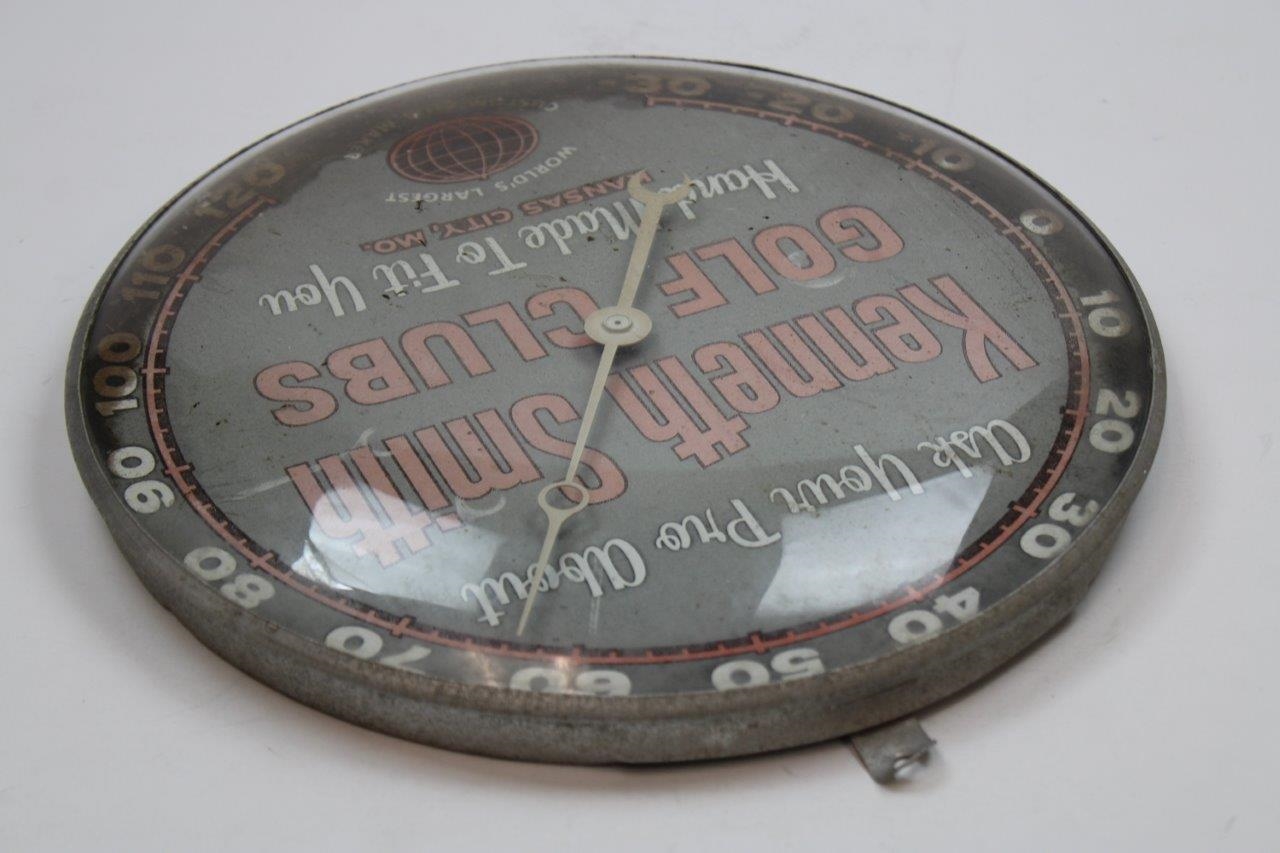 Ask Your Pro About
Kenneth Smith
GOLF CLUBS
Hand Made To Fit You
KANSAS CITY, MO.
WORLD'S LARGEST
MAKER
-30 -20 -10 0 10 20 30 40 50 60 70 80 90 100 110 120